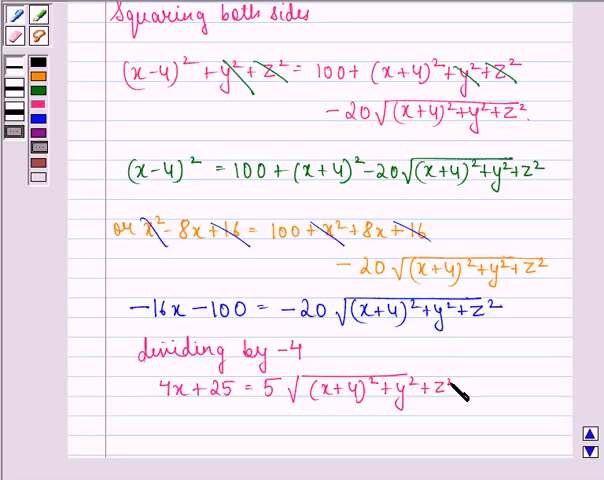 Squaring both sides
(x-4)² + y² + z² = 100 + (x+4)² + y² + z²
- 20√(x+4)² + y² + z².
(x-4)² = 100 + (x+4)² - 20√(x+4)² + y² + z²
or x² - 8x + 16 = 100 + x² + 8x + 16
- 20√(x+4)² + y² + z²
-16x - 100 = -20√(x+4)² + y² + z²
dividing by -4
4x + 25 = 5√(x+4)² + y² + z²